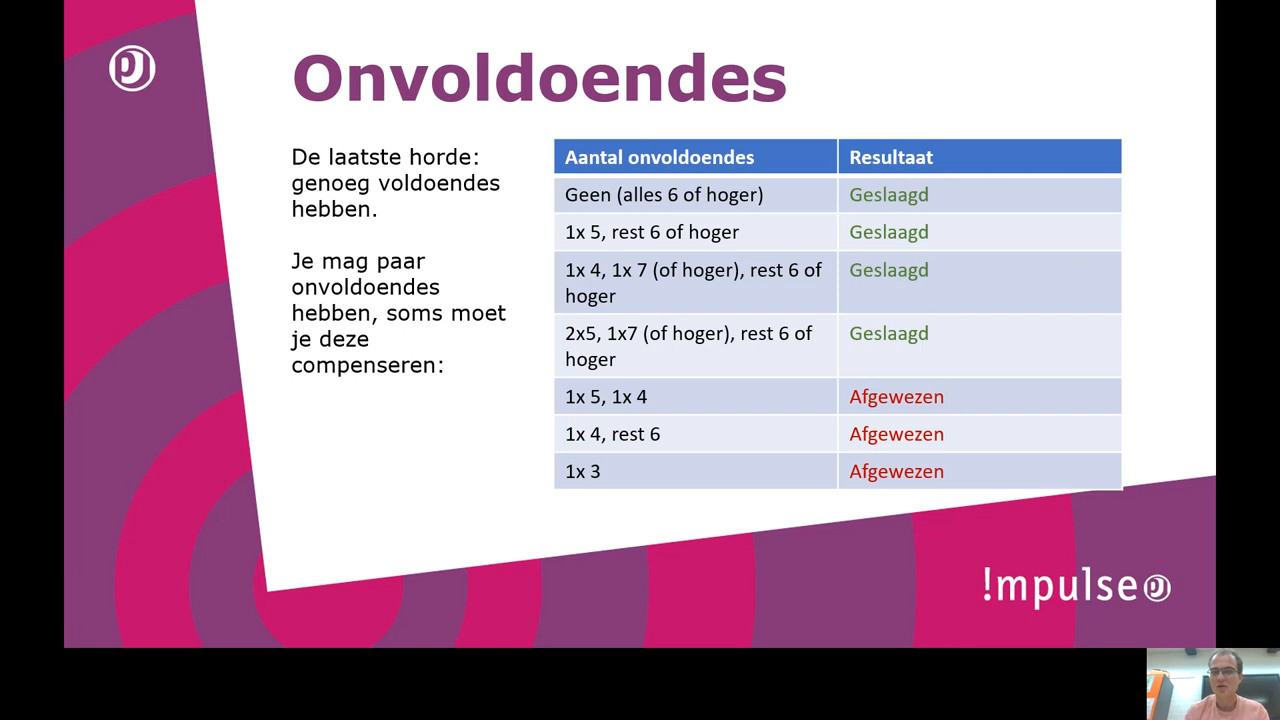 Onvoldoendes
De laatste horde:
genoeg voldoendes
hebben.
Je mag paar
onvoldoendes
hebben, soms moet
je deze
compenseren:
Aantal onvoldoendes Resultaat
Geen (alles 6 of hoger) Geslaagd
1x 5, rest 6 of hoger Geslaagd
1x 4, 1x 7 (of hoger), rest 6 of Geslaagd
hoger
2x5, 1x7 (of hoger), rest 6 of Geslaagd
hoger
1x 5, 1x 4 Afgewezen
1x 4, rest 6 Afgewezen
1x 3 Afgewezen
!mpulse